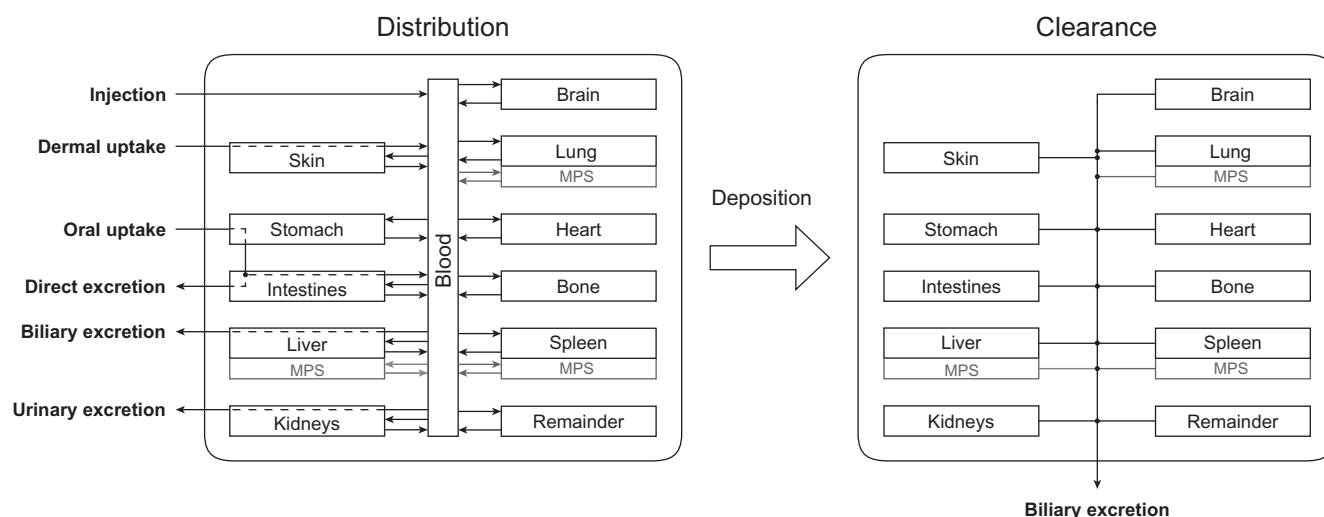 Distribution
Clearance
Injection
Brain
Brain
Dermal uptake
Skin
Lung
MPS
Skin
Lung
MPS
Deposition
Oral uptake
Stomach
Blood
Heart
Stomach
Heart
Direct excretion
Intestines
Bone
Intestines
Bone
Biliary excretion
Liver
MPS
Spleen
MPS
Liver
MPS
Spleen
MPS
Urinary excretion
Kidneys
Remainder
Kidneys
Remainder
Biliary excretion